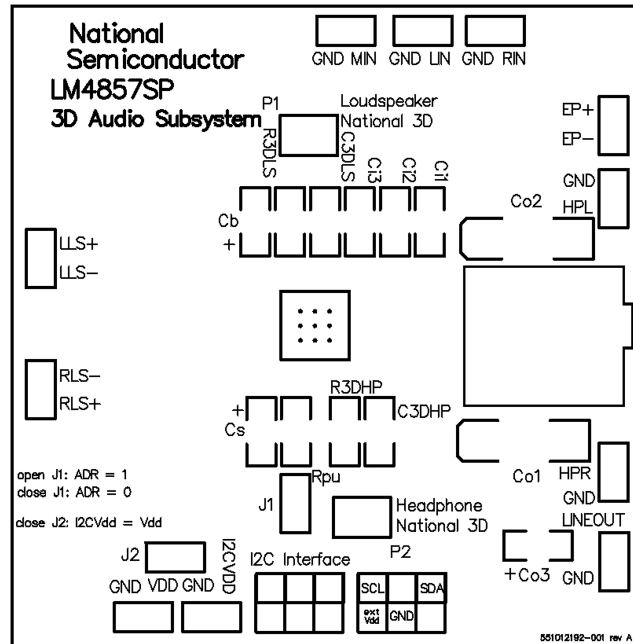 National
Semiconductor
LM4857SP
3D Audio Subsystem
GND MIN
GND LIN
GND RIN
P1
Loudspeaker
National 3D
R3DLS
C3DLS
Ci3
Ci2
Ci1
EP+
EP-
GND
HPL
Co2
Cb
+
LLS+
LLS-
RLS-
RLS+
R3DHP
C3DHP
+
Cs
Rpu
Co1
HPR
GND
open J1: ADR = 1
close J1: ADR = 0
close J2: I2CVdd = Vdd
J1
Headphone
National 3D
P2
LINEOUT
+Co3
GND
J2
GND VDD GND
I2CVDD
I2C Interface
SCL
SDA
ext
Vdd
GND
551012192-001 rev A